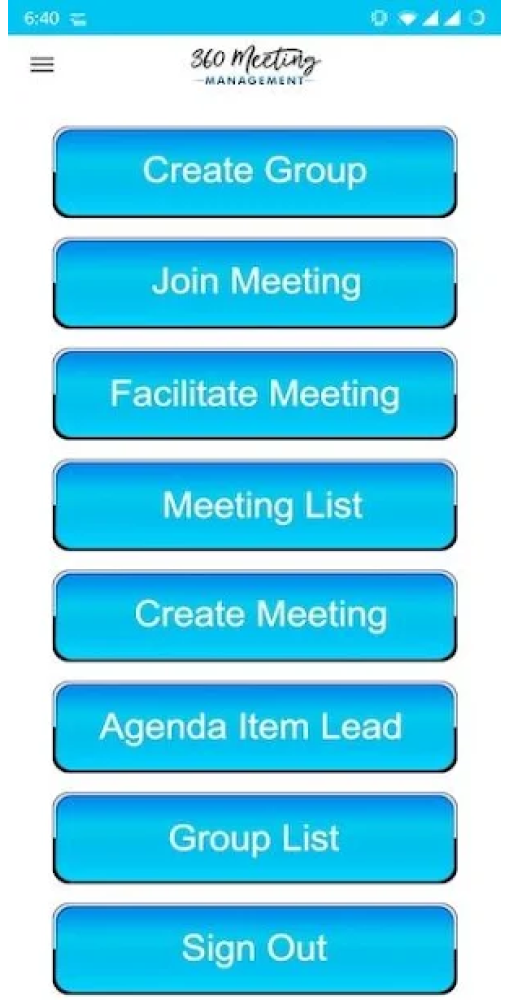 6:40
360 Meeting
MANAGEMENT
Create Group
Join Meeting
Facilitate Meeting
Meeting List
Create Meeting
Agenda Item Lead
Group List
Sign Out